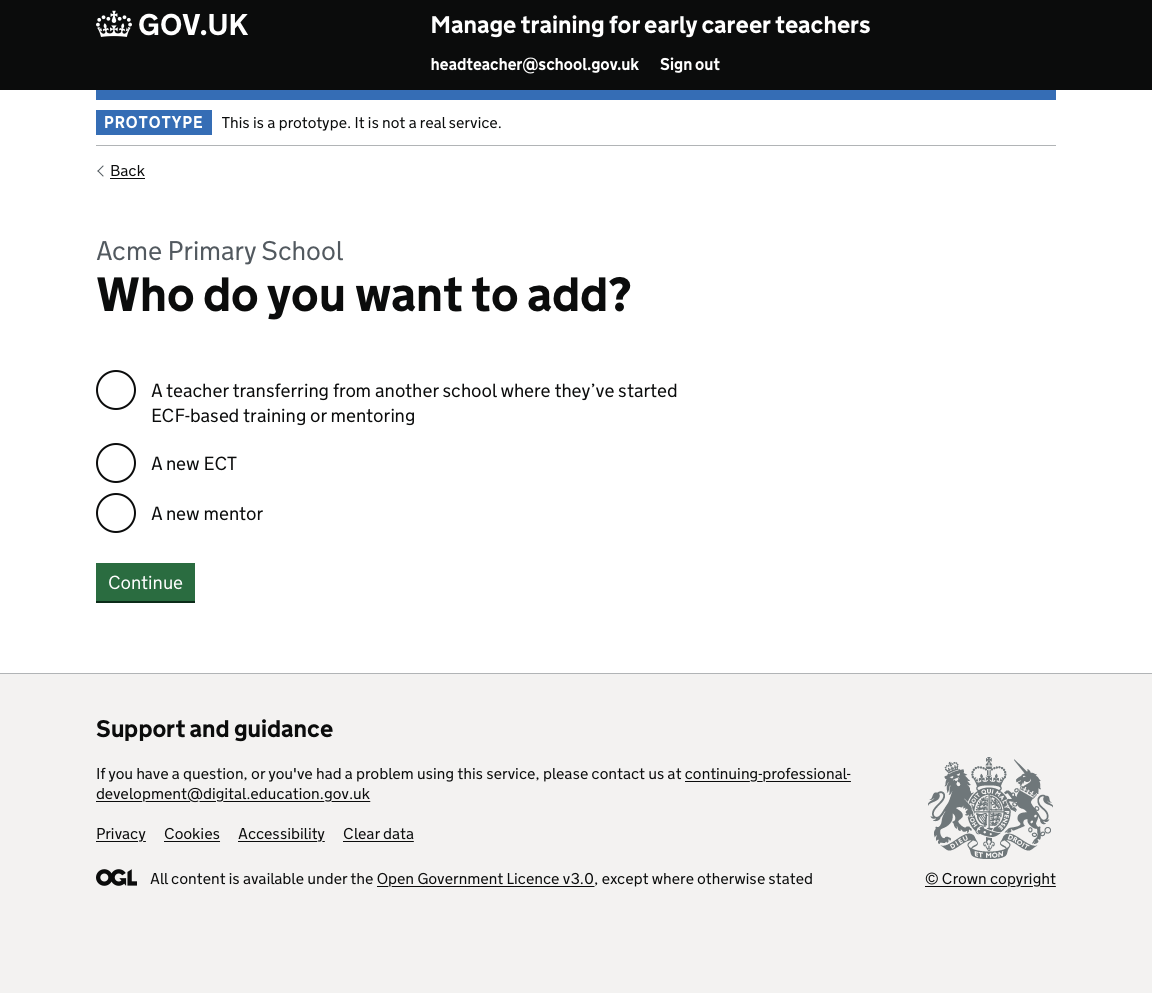 GOV.UK
Manage training for early career teachers
headteacher@school.gov.uk Sign out
PROTOTYPE This is a prototype. It is not a real service.
Back
Acme Primary School
Who do you want to add?
A teacher transferring from another school where they’ve started
ECF-based training or mentoring
A new ECT
A new mentor
Continue
Support and guidance
If you have a question, or you've had a problem using this service, please contact us at continuing-professional-
development@digital.education.gov.uk
Privacy Cookies Accessibility Clear data
OGL All content is available under the Open Government Licence v3.0, except where otherwise stated
DIEU ET MON DROIT
© Crown copyright